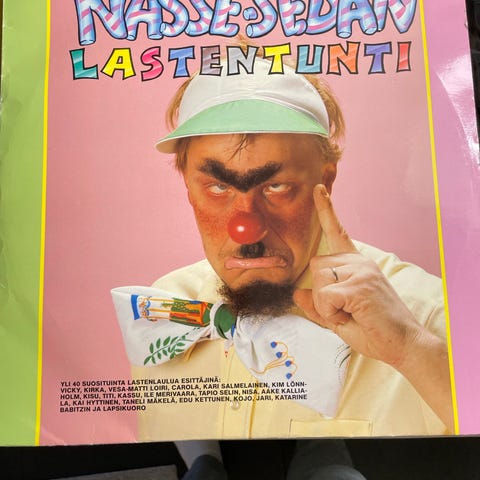 NASSE-SEDÄN
LASTENTUNTI
YLI 40 SUOSITUINTA LASTENLAULUA ESITTÄJINÄ:
VICKY, KIRKA, VESA-MATTI LOIRI, CAROLA, KARI SALMELAINEN, KIM LÖNN-
HOLM, KISU, TITI, KASSU, ILE MERIVAARA, TAPIO SELIN, NISA, AAKE KALLIA-
LA, KAI HYTTINEN, TANELI MÄKELÄ, EDU KETTUNEN, KOJO, JARI, KATARINE
BABITZIN JA LAPSIKUORO